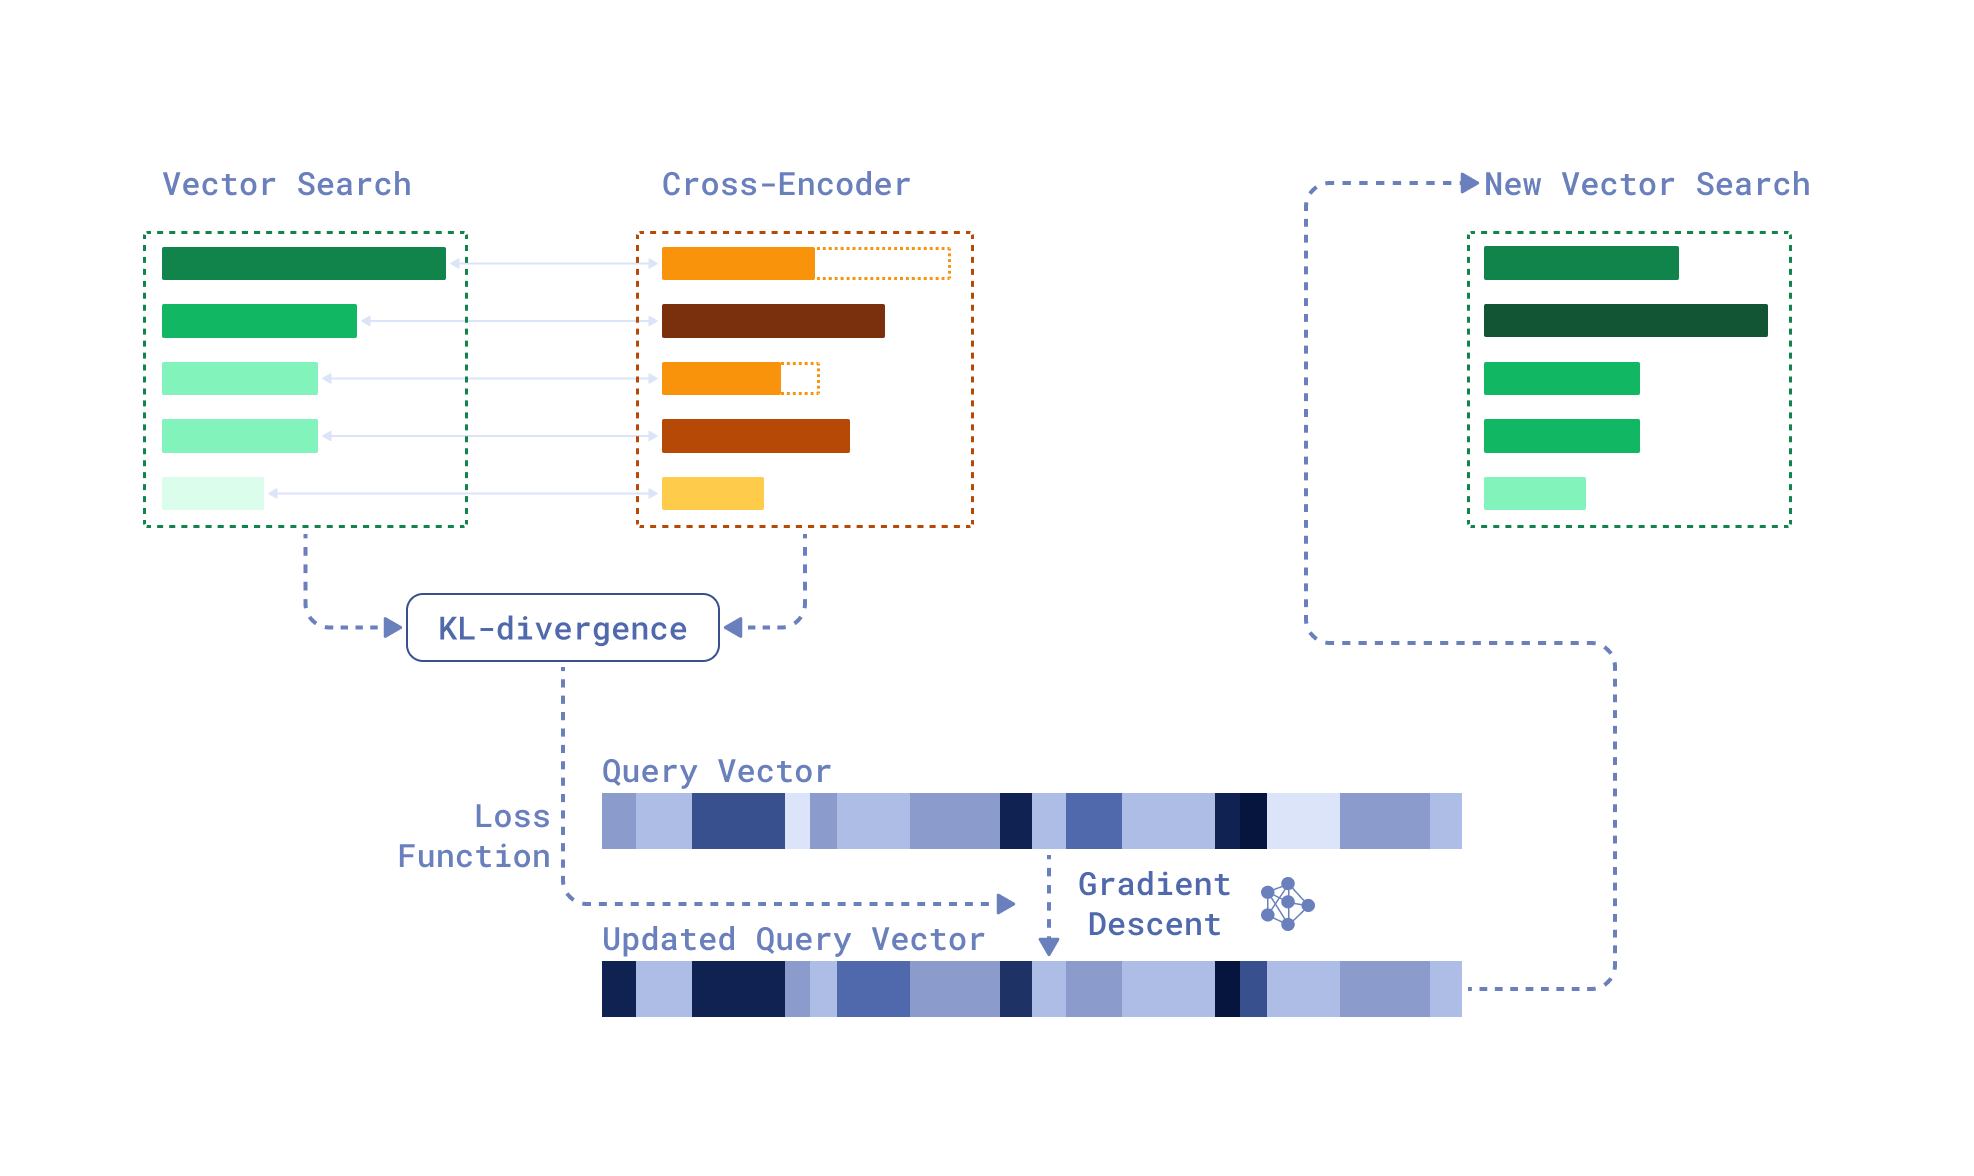 Vector Search
Cross-Encoder
New Vector Search
KL-divergence
Query Vector
Loss
Function
Gradient
Descent
Updated Query Vector